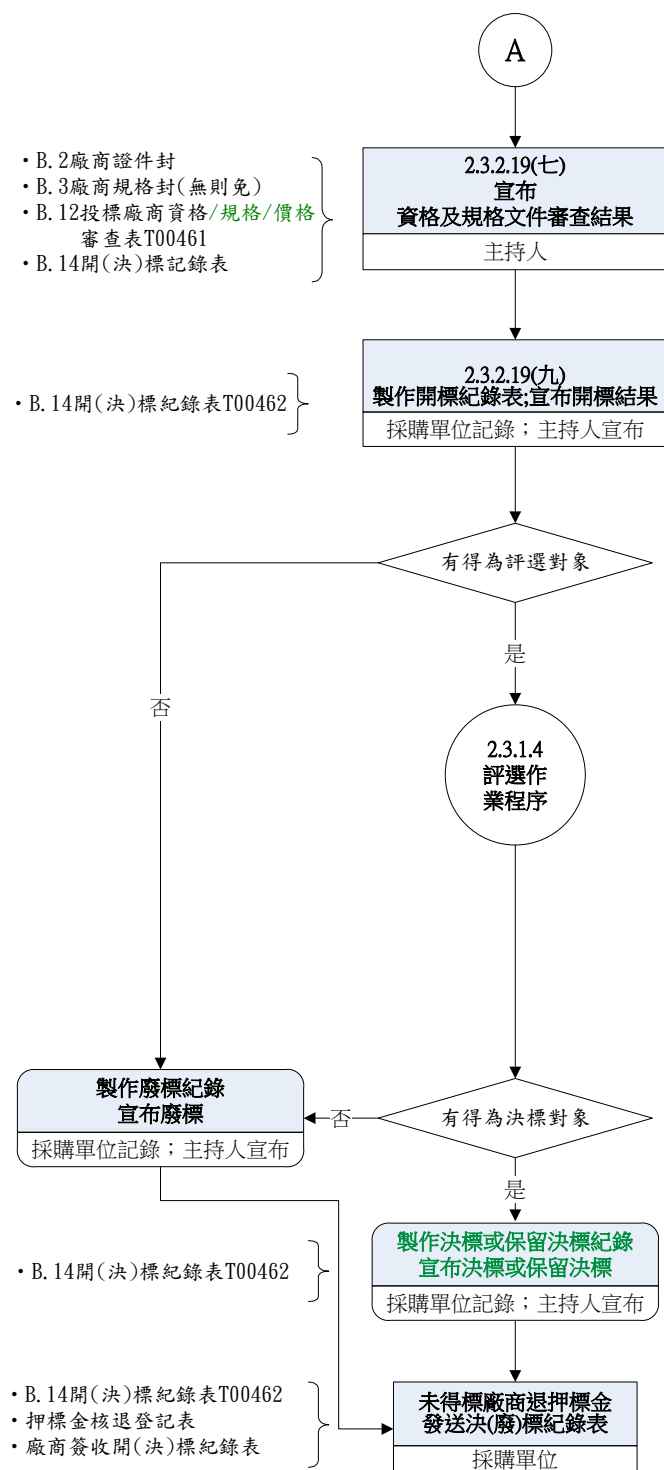 A
・B.2廠商證件封
・B.3廠商規格封(無則免)
・B.12投標廠商資格/規格/價格
審查表T00461
・B.14開(決)標記錄表
2.3.2.19(七)
宣布
資格及規格文件審查結果
主持人
・B.14開(決)標紀錄表T00462
2.3.2.19(九)
製作開標紀錄表;宣布開標結果
採購單位記錄；主持人宣布
有得為評選對象
是
否
2.3.1.4
評選作
業程序
製作廢標紀錄
宣布廢標
採購單位記錄；主持人宣布
否
有得為決標對象
是
・B.14開(決)標紀錄表T00462
製作決標或保留決標紀錄
宣布決標或保留決標
採購單位記錄；主持人宣布
・B.14開(決)標紀錄表T00462
・押標金核退登記表
・廠商簽收開(決)標紀錄表
未得標廠商退押標金
發送決(廢)標紀錄表
採購單位